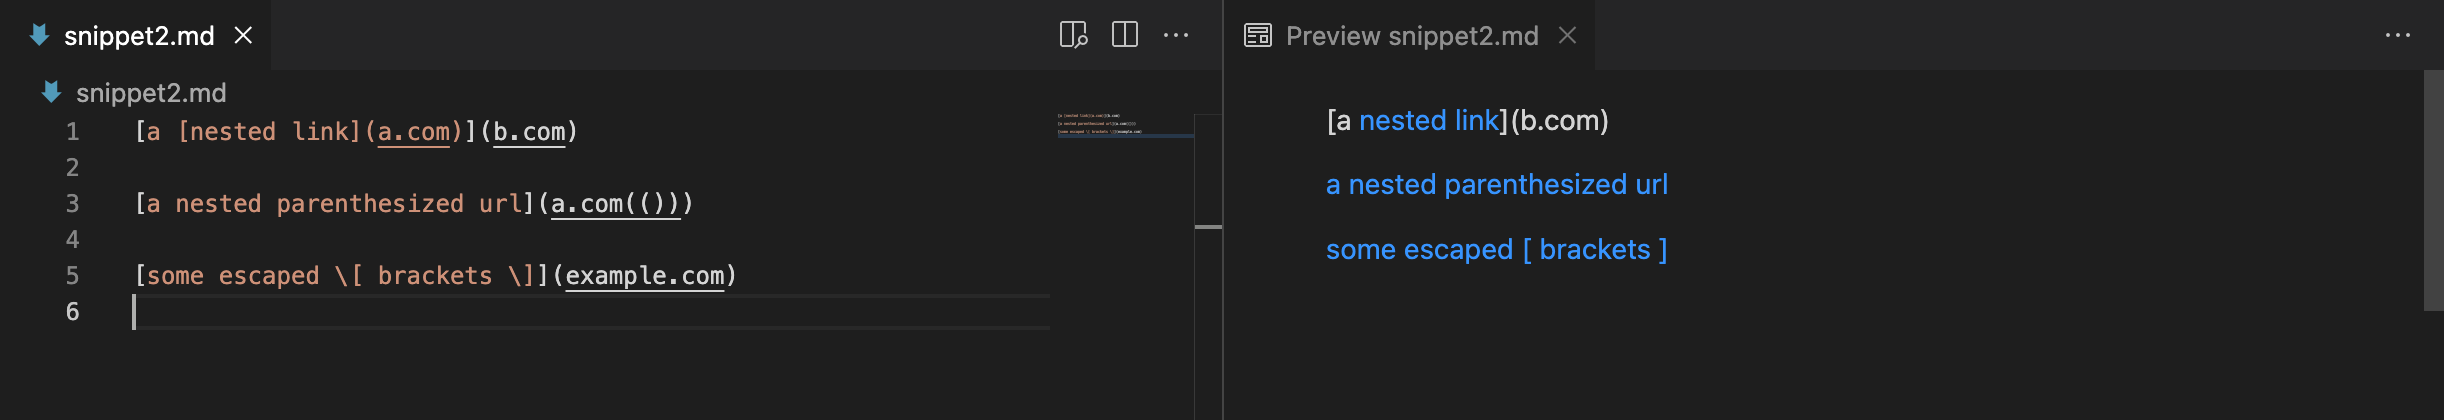 snippet2.md
Preview snippet2.md
snippet2.md
1 [a [nested link](a.com)](b.com)
2
3 [a nested parenthesized url](a.com(()))
4
5 [some escaped \[ brackets \]](example.com)
6
[a nested link](b.com)
a nested parenthesized url
some escaped [ brackets ]